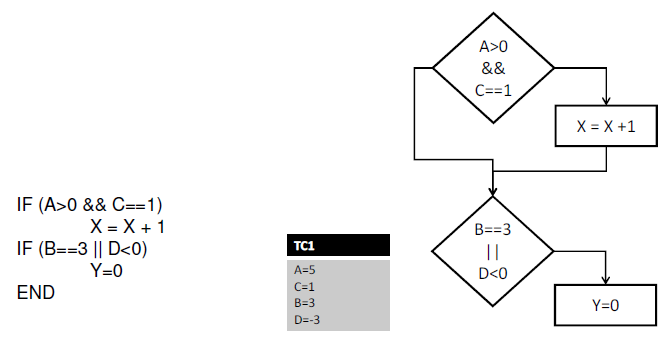 IF (A>0 && C==1)
X = X + 1
IF (B==3 || D<0)
Y=0
END
TC1
A=5
C=1
B=3
D=-3
A>0
&&
C==1
X = X +1
B==3
||
D<0
Y=0